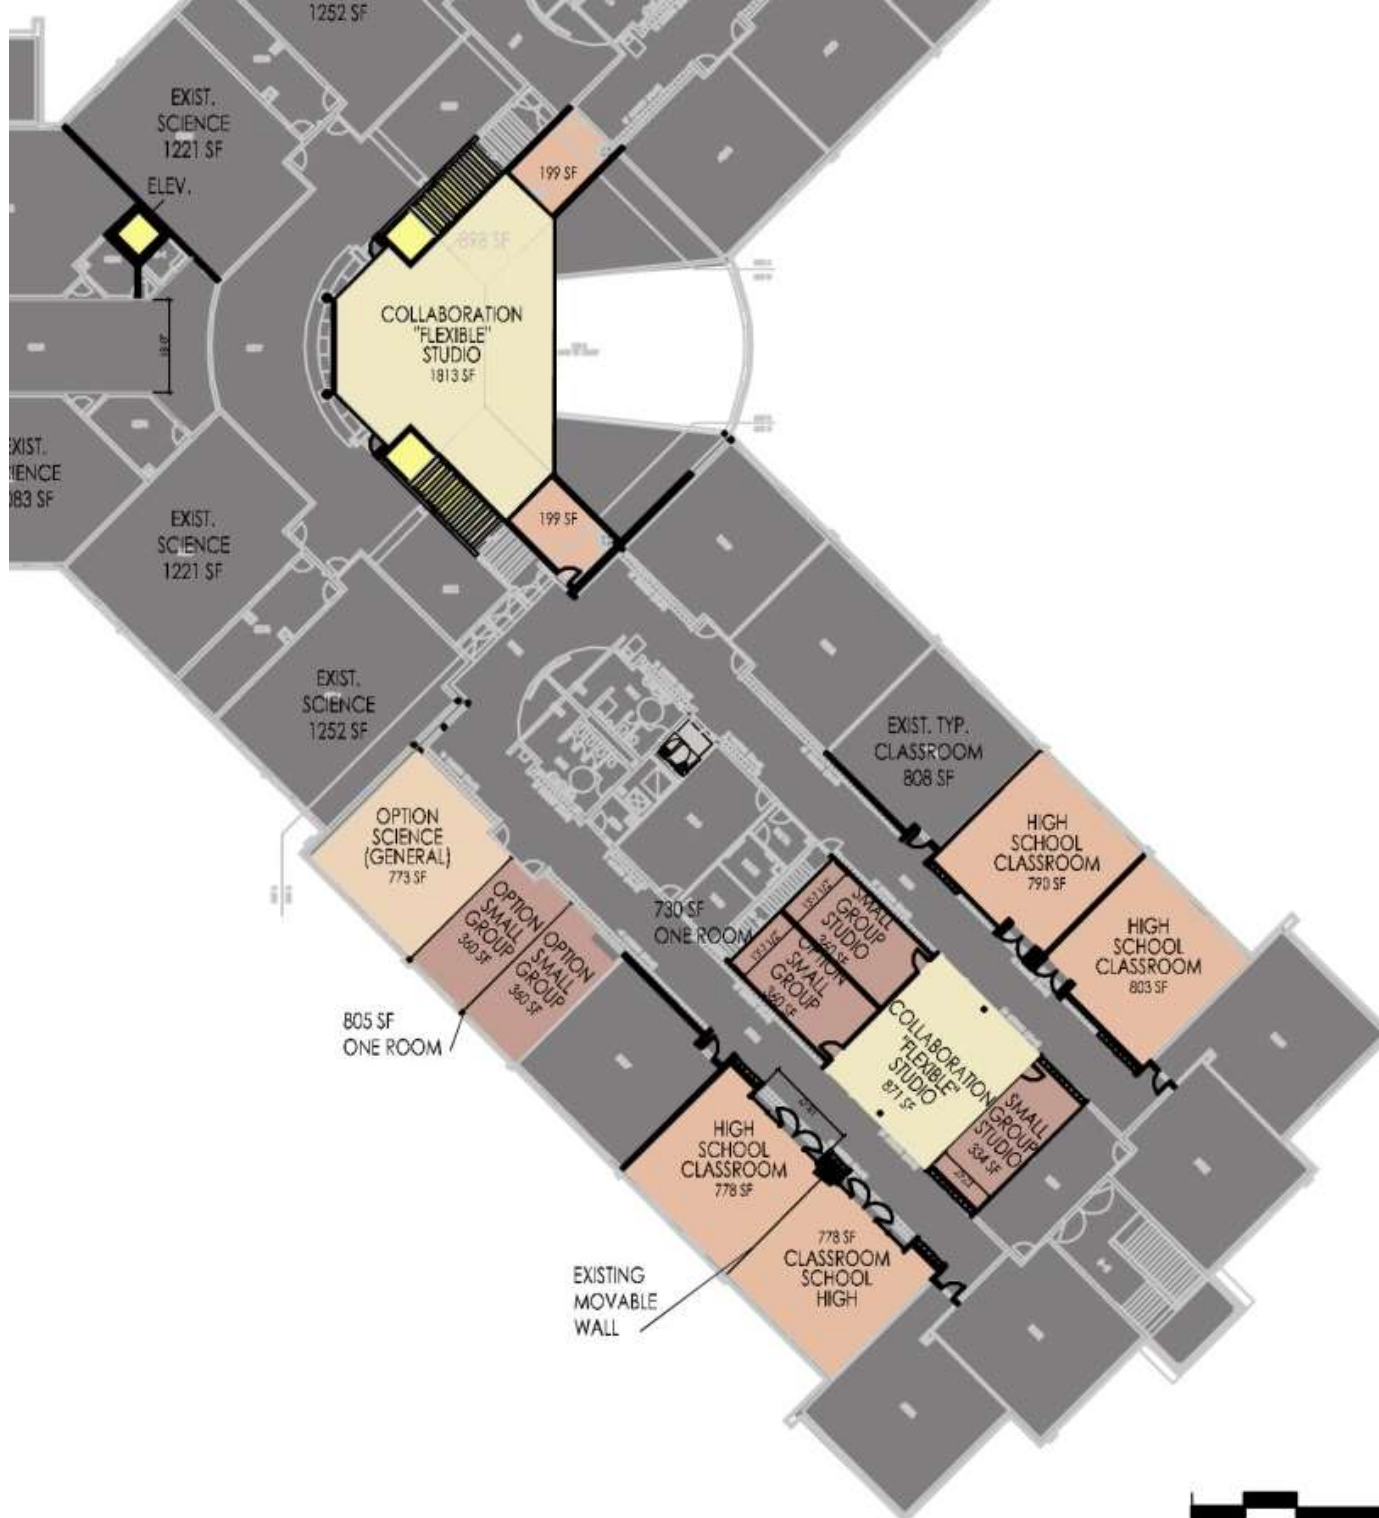 1252 SF
EXIST.
SCIENCE
1221 SF
ELEV.
199 SF
898 SF
COLLABORATION
"FLEXIBLE"
STUDIO
1813 SF
EXIST.
SCIENCE
1221 SF
199 SF
EXIST.
SCIENCE
1252 SF
EXIST. TYP.
CLASSROOM
808 SF
OPTION
SCIENCE
(GENERAL)
773 SF
HIGH
SCHOOL
CLASSROOM
790 SF
OPTION
SMALL
GROUP
360 SF
OPTION
SMALL
GROUP
360 SF
730 SF
ONE ROOM
SMALL
GROUP
STUDIO
360 SF
OPTION
SMALL
GROUP
360 SF
HIGH
SCHOOL
CLASSROOM
803 SF
805 SF
ONE ROOM
COLLABORATION
"FLEXIBLE"
STUDIO
871 SF
SMALL
GROUP
STUDIO
334 SF
HIGH
SCHOOL
CLASSROOM
778 SF
778 SF
CLASSROOM
SCHOOL
HIGH
EXISTING
MOVABLE
WALL